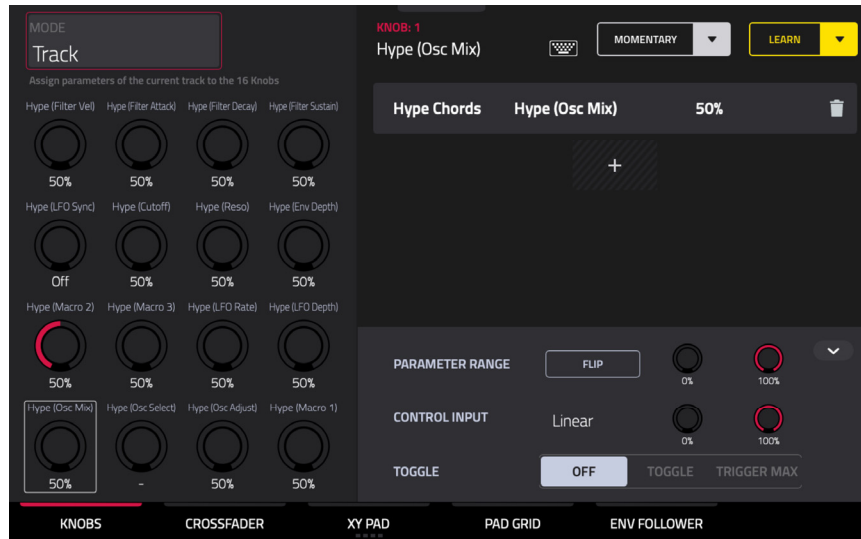 MODE
Track
Assign parameters of the current track to the 16 Knobs
Hype (Filter Vel) Hype (Filter Attack) Hype (Filter Decay) Hype (Filter Sustain)
50% 50% 50% 50%
Hype (LFO Sync) Hype (Cutoff) Hype (Reso) Hype (Env Depth)
Off 50% 50% 50%
Hype (Macro 2) Hype (Macro 3) Hype (LFO Rate) Hype (LFO Depth)
50% 50% 50% 50%
Hype (Osc Mix) Hype (Osc Select) Hype (Osc Adjust) Hype (Macro 1)
50% - 50% 50%
KNOB: 1
Hype (Osc Mix) MOMENTARY LEARN
Hype Chords Hype (Osc Mix) 50%
+
PARAMETER RANGE FLIP 0% 100%
CONTROL INPUT Linear 0% 100%
TOGGLE OFF TOGGLE TRIGGER MAX
KNOBS CROSSFADER XY PAD PAD GRID ENV FOLLOWER